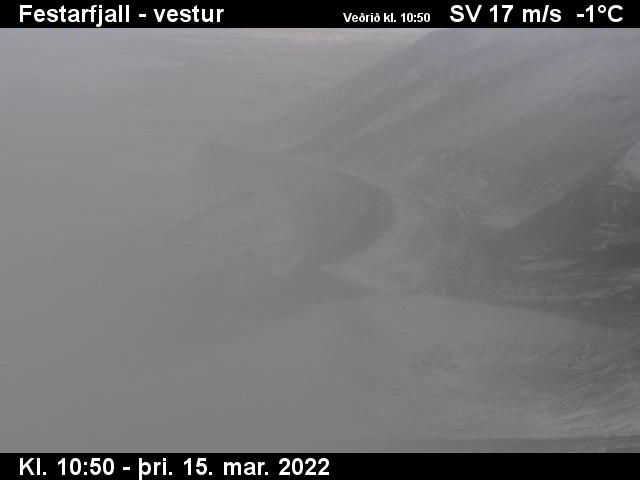 Festarfjall - vestur Veðrið kl. 10:50 SV 17 m/s -1°C
Kl. 10:50 - þri. 15. mar. 2022